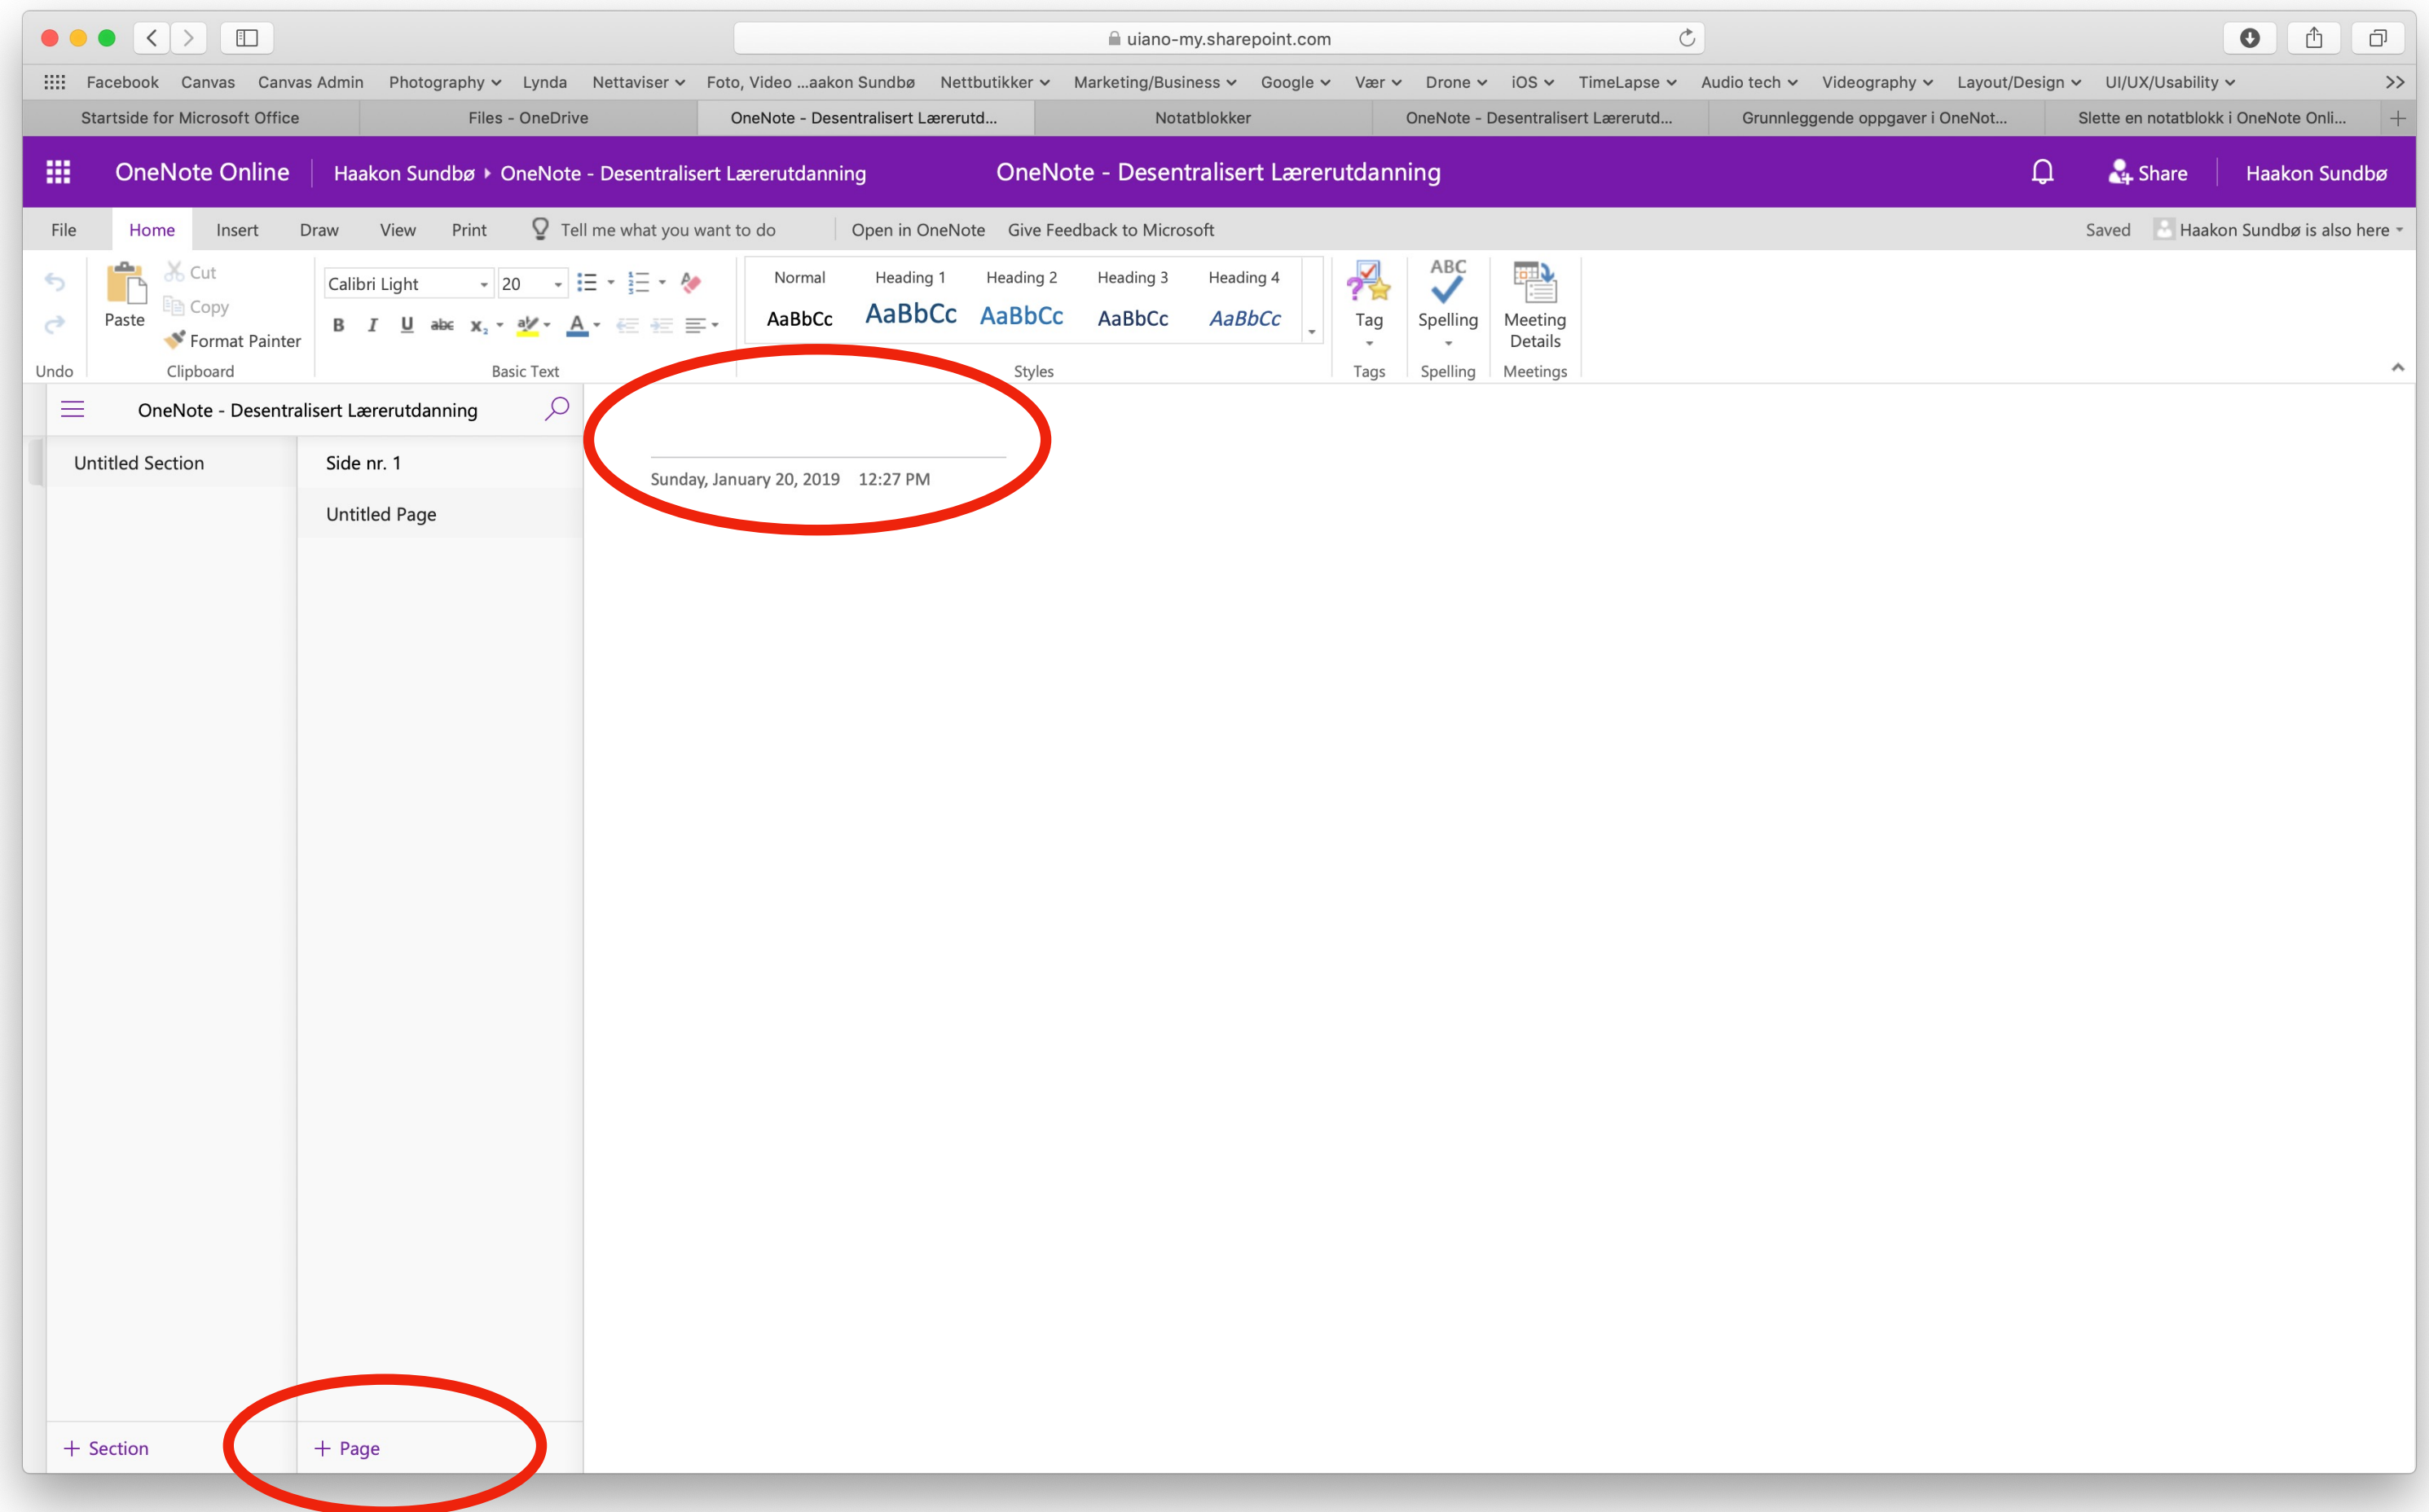 uiano-my.sharepoint.com
Facebook Canvas Canvas Admin Photography Lynda Nettaviser Foto, Video ...aakon Sundbø Nettbutikker Marketing/Business Google Vær Drone iOS TimeLapse Audio tech Videography Layout/Design UI/UX/Usability >>
Startside for Microsoft Office Files - OneDrive OneNote - Desentralisert Lærerutd... Notatblokker OneNote - Desentralisert Lærerutd... Grunnleggende oppgaver i OneNot... Slette en notatblokk i OneNote Onli... +
OneNote Online Haakon Sundbø OneNote - Desentralisert Lærerutdanning OneNote - Desentralisert Lærerutdanning Share Haakon Sundbø
File Home Insert Draw View Print Tell me what you want to do Open in OneNote Give Feedback to Microsoft Saved Haakon Sundbø is also here
Paste
Cut
Copy
Format Painter
Undo
Clipboard
Calibri Light 20
B I U abc x₂ ab A
Basic Text
Normal Heading 1 Heading 2 Heading 3 Heading 4
AaBbCc AaBbCc AaBbCc AaBbCc AaBbCc
Styles
Tag
Tags
ABC
Spelling
Spelling
Meeting
Details
Meetings
OneNote - Desentralisert Lærerutdanning
Untitled Section
Side nr. 1
Untitled Page
Sunday, January 20, 2019 12:27 PM
+ Section
+ Page